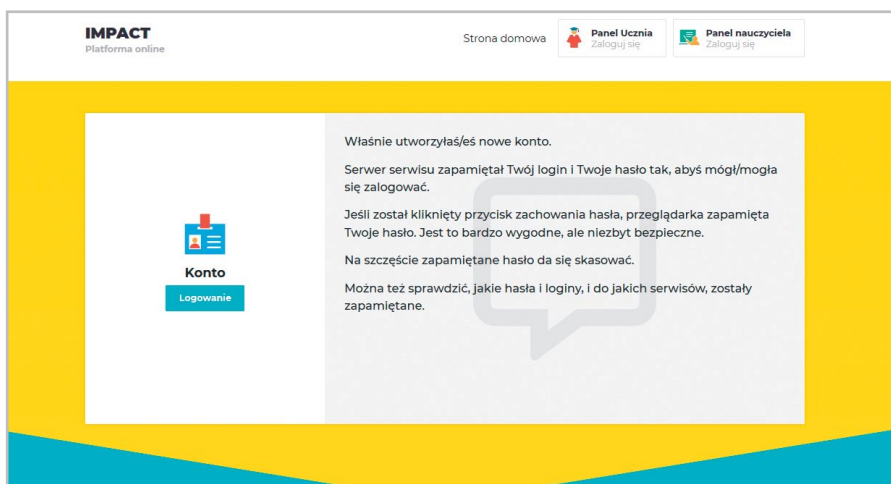 IMPACT
Platforma online
Strona domowa
Panel Ucznia
Zaloguj się
Panel nauczyciela
Zaloguj się
Konto
Logowanie
Właśnie utworzyłaś/eś nowe konto.
Serwer serwisu zapamiętał Twój login i Twoje hasło tak, abyś mógł/mogła
się zalogować.
Jeśli został kliknięty przycisk zachowania hasła, przeglądarka zapamięta
Twoje hasło. Jest to bardzo wygodne, ale niezbyt bezpieczne.
Na szczęście zapamiętane hasło da się skasować.
Można też sprawdzić, jakie hasła i loginy, i do jakich serwisów, zostały
zapamiętane.